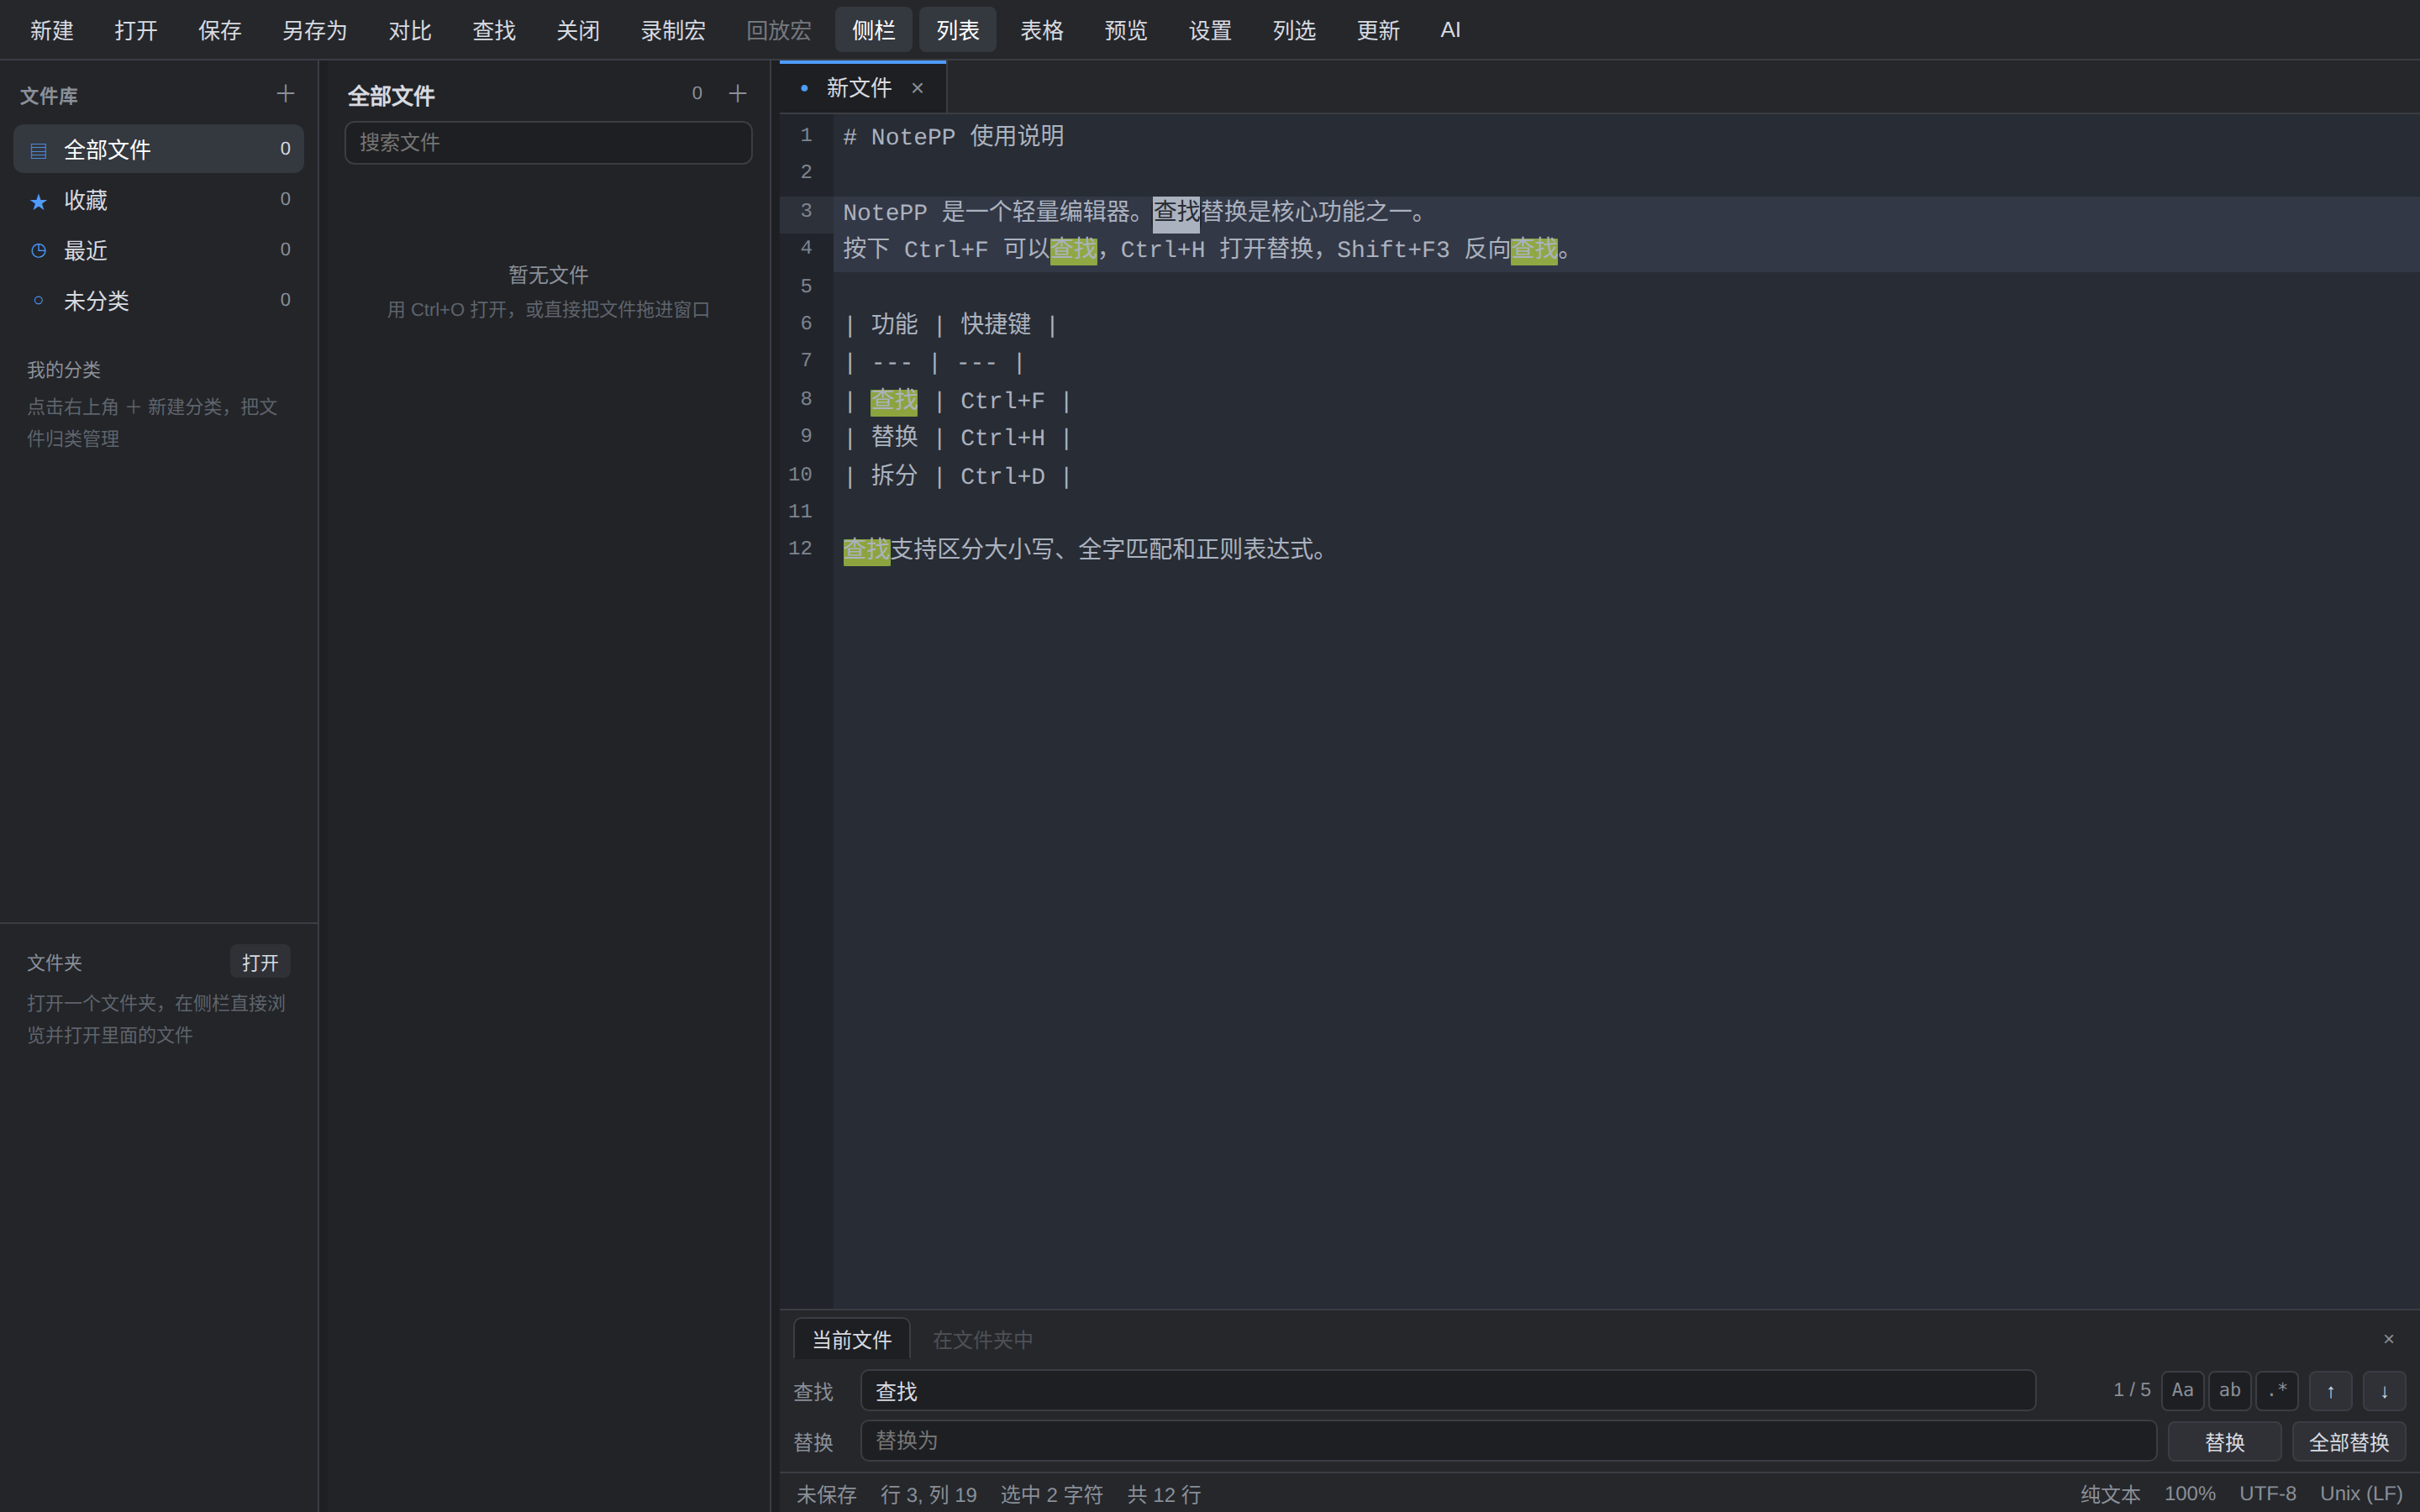 新建 打开 保存 另存为 对比 查找 关闭 录制宏 回放宏 侧栏 列表 表格 预览 设置 列选 更新 AI
文件库 +
全部文件 0
收藏 0
最近 0
未分类 0
我的分类
点击右上角 + 新建分类，把文
件归类管理
文件夹 打开
打开一个文件夹，在侧栏直接浏
览并打开里面的文件
全部文件 0 +
搜索文件
暂无文件
用 Ctrl+O 打开，或直接把文件拖进窗口
• 新文件 ×
1 # NotePP 使用说明
2
3 NotePP 是一个轻量编辑器。查找替换是核心功能之一。
4 按下 Ctrl+F 可以查找，Ctrl+H 打开替换，Shift+F3 反向查找。
5
6 | 功能 | 快捷键 |
7 | --- | --- |
8 | 查找 | Ctrl+F |
9 | 替换 | Ctrl+H |
10 | 拆分 | Ctrl+D |
11
12 查找支持区分大小写、全字匹配和正则表达式。
当前文件 在文件夹中 ×
查找 查找 1 / 5 Aa ab .* ↑ ↓
替换 替换为 替换 全部替换
未保存 行 3, 列 19 选中 2 字符 共 12 行 纯文本 100% UTF-8 Unix (LF)